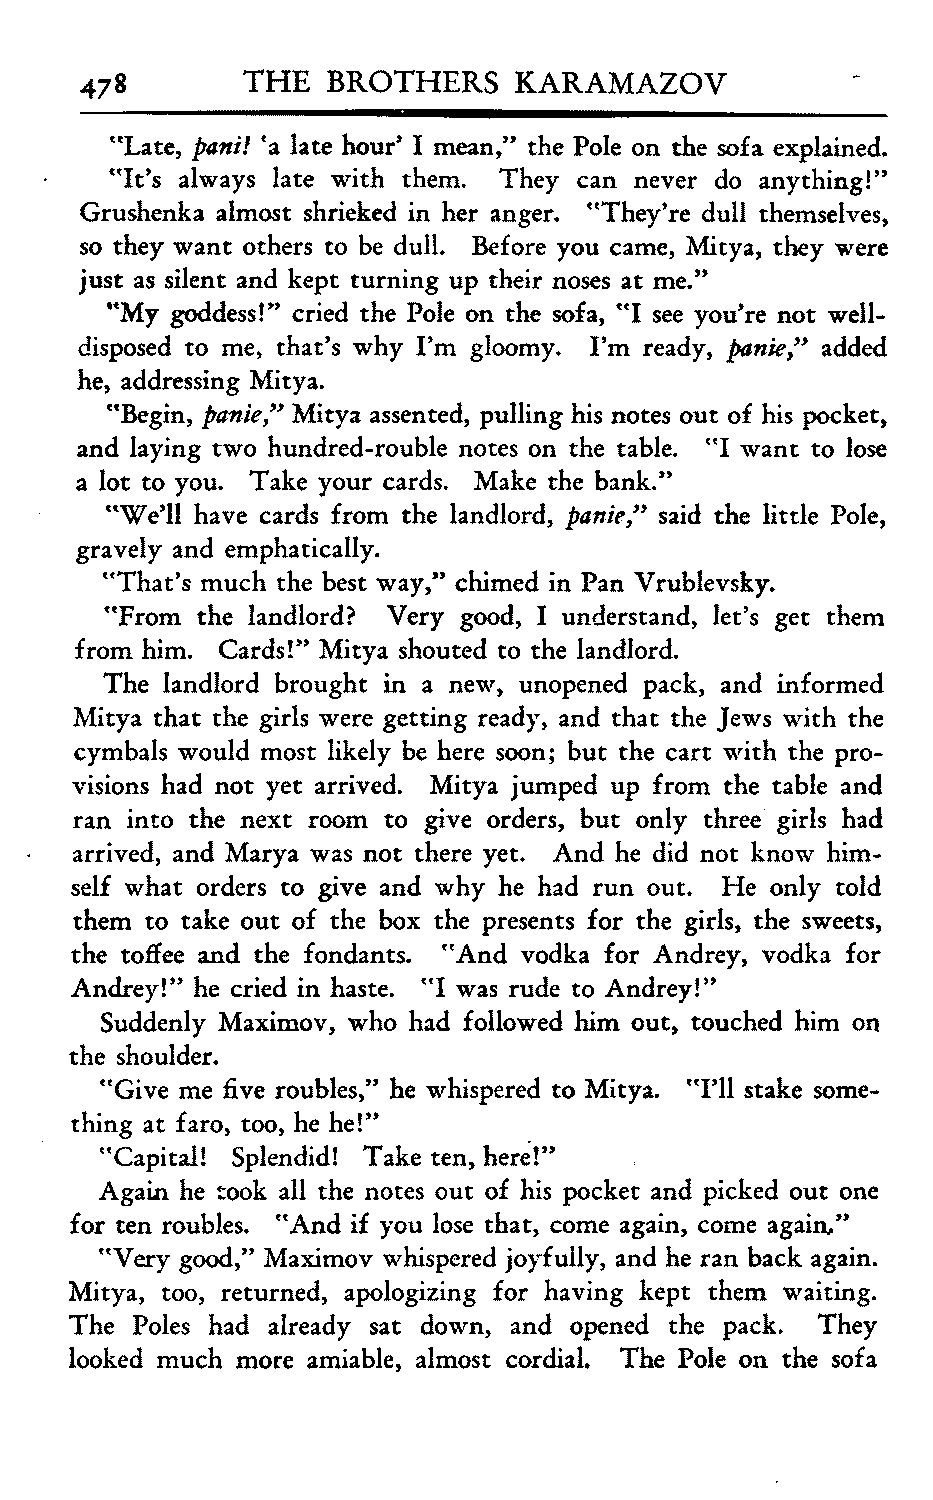 478 THE BROTHERS KARAMAZOV
"Late, pani! 'a late hour' I mean," the Pole on the sofa explained.
"It's always late with them. They can never do anything!"
Grushenka almost shrieked in her anger. "They're dull themselves,
so they want others to be dull. Before you came, Mitya, they were
just as silent and kept turning up their noses at me."
"My goddess!" cried the Pole on the sofa, "I see you're not well-
disposed to me, that's why I'm gloomy. I'm ready, panie," added
he, addressing Mitya.
"Begin, panie," Mitya assented, pulling his notes out of his pocket,
and laying two hundred-rouble notes on the table. "I want to lose
a lot to you. Take your cards. Make the bank."
"We'll have cards from the landlord, panie," said the little Pole,
gravely and emphatically.
"That's much the best way," chimed in Pan Vrublevsky.
"From the landlord? Very good, I understand, let's get them
from him. Cards!" Mitya shouted to the landlord.
The landlord brought in a new, unopened pack, and informed
Mitya that the girls were getting ready, and that the Jews with the
cymbals would most likely be here soon; but the cart with the pro-
visions had not yet arrived. Mitya jumped up from the table and
ran into the next room to give orders, but only three girls had
arrived, and Marya was not there yet. And he did not know him-
self what orders to give and why he had run out. He only told
them to take out of the box the presents for the girls, the sweets,
the toffee and the fondants. "And vodka for Andrey, vodka for
Andrey!" he cried in haste. "I was rude to Andrey!"
Suddenly Maximov, who had followed him out, touched him on
the shoulder.
"Give me five roubles," he whispered to Mitya. "I'll stake some-
thing at faro, too, he he!"
"Capital! Splendid! Take ten, here!"
Again he took all the notes out of his pocket and picked out one
for ten roubles. "And if you lose that, come again, come again."
"Very good," Maximov whispered joyfully, and he ran back again.
Mitya, too, returned, apologizing for having kept them waiting.
The Poles had already sat down, and opened the pack. They
looked much more amiable, almost cordial. The Pole on the sofa